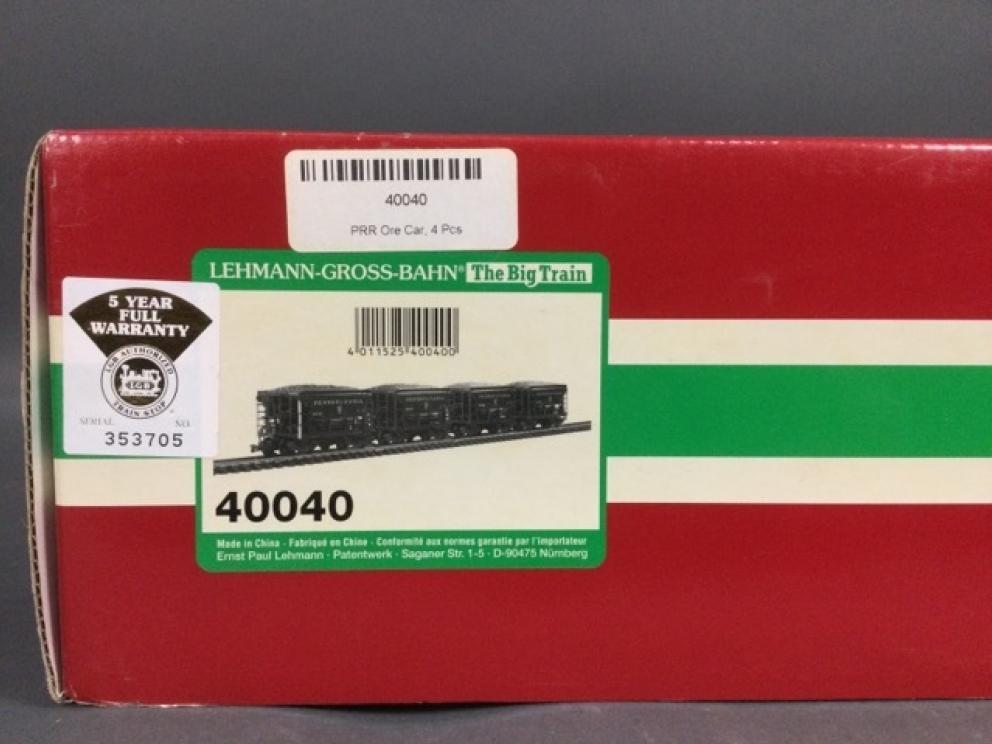 40040
PRR Ore Car, 4 Pcs
LEHMANN-GROSS-BAHN® The Big Train
4 011525 400400
5 YEAR
FULL
WARRANTY
LGB AUTHORIZED
LGB
TRAIN STOP
SERIAL NO.
353705
PENNSYLVANIA
40040
Made in China - Fabriqué en Chine - Conformité aux normes garantie par l'importateur
Ernst Paul Lehmann · Patentwerk · Saganer Str. 1-5 · D-90475 Nürnberg